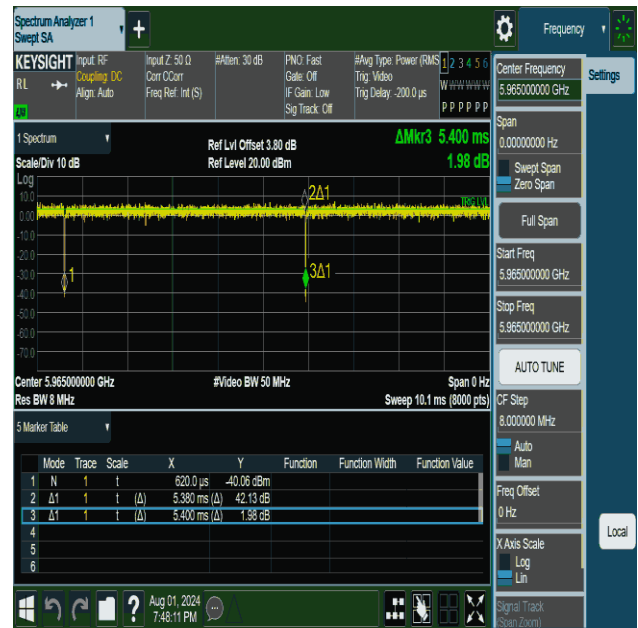 Spectrum Analyzer 1
Swept SA
Frequency
KEYSIGHT
RL
Input: RF
Coupling: DC
Align: Auto
Input Z: 50 Ω
Corr CCorr
Freq Ref: Int (S)
#Atten: 30 dB
PNO: Fast
Gate: Off
IF Gain: Low
Sig Track: Off
#Avg Type: Power (RMS
Trig: Video
Trig Delay: -200.0 µs
1 2 3 4 5 6
W W W W W W
P P P P P P
Settings
Center Frequency
5.965000000 GHz
Span
0.00000000 Hz
Swept Span
Zero Span
Full Span
Start Freq
5.965000000 GHz
Stop Freq
5.965000000 GHz
AUTO TUNE
CF Step
8.000000 MHz
Auto
Man
Freq Offset
0 Hz
X Axis Scale
Log
Lin
Signal Track
(Span Zoom)
Local
1 Spectrum
Scale/Div 10 dB
Ref Lvl Offset 3.80 dB
Ref Level 20.00 dBm
ΔMkr3 5.400 ms
1.98 dB
Log
10.0
0.00
-10.0
-20.0
-30.0
-40.0
-50.0
-60.0
-70.0
2Δ1
TRIG LVL
1
3Δ1
Center 5.965000000 GHz
#Video BW 50 MHz
Span 0 Hz
Res BW 8 MHz
Sweep 10.1 ms (8000 pts)
5 Marker Table
Mode Trace Scale X Y Function Function Width Function Value
1 N 1 t 620.0 µs -40.06 dBm
2 Δ1 1 t (Δ) 5.380 ms (Δ) 42.13 dB
3 Δ1 1 t (Δ) 5.400 ms (Δ) 1.98 dB
4
5
6
?
Aug 01, 2024
7:48:11 PM